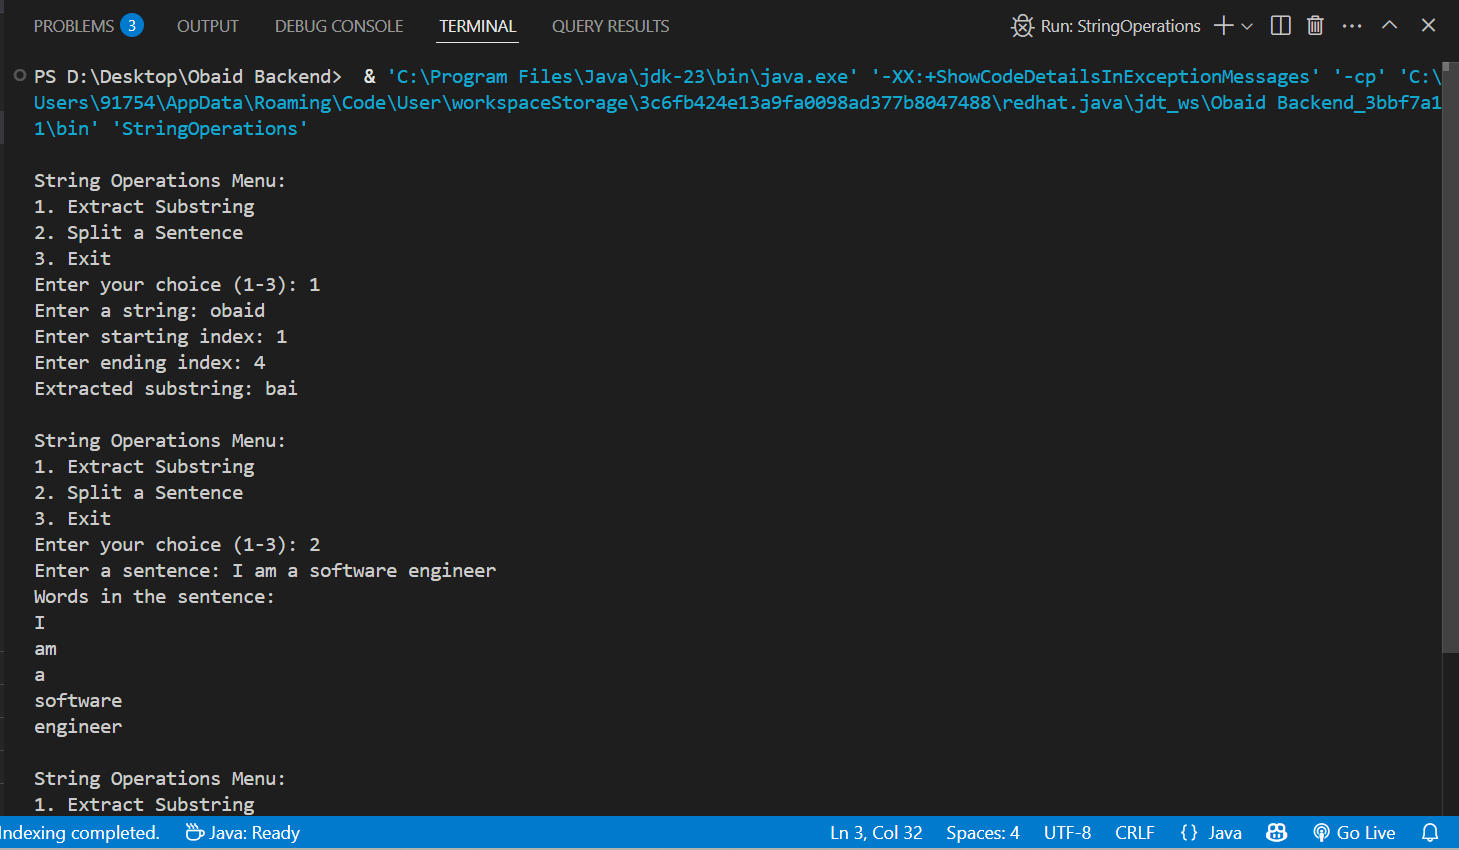 PROBLEMS 3 OUTPUT DEBUG CONSOLE TERMINAL QUERY RESULTS Run: StringOperations
PS D:\Desktop\Obaid Backend>  & 'C:\Program Files\Java\jdk-23\bin\java.exe' '-XX:+ShowCodeDetailsInExceptionMessages' '-cp' 'C:\
Users\91754\AppData\Roaming\Code\User\workspaceStorage\3c6fb424e13a9fa0098ad377b8047488\redhat.java\jdt_ws\Obaid Backend_3bbf7a1
1\bin' 'StringOperations'
String Operations Menu:
1. Extract Substring
2. Split a Sentence
3. Exit
Enter your choice (1-3): 1
Enter a string: obaid
Enter starting index: 1
Enter ending index: 4
Extracted substring: bai
String Operations Menu:
1. Extract Substring
2. Split a Sentence
3. Exit
Enter your choice (1-3): 2
Enter a sentence: I am a software engineer
Words in the sentence:
I
am
a
software
engineer
String Operations Menu:
1. Extract Substring
Indexing completed. Java: Ready Ln 3, Col 32 Spaces: 4 UTF-8 CRLF {} Java Go Live